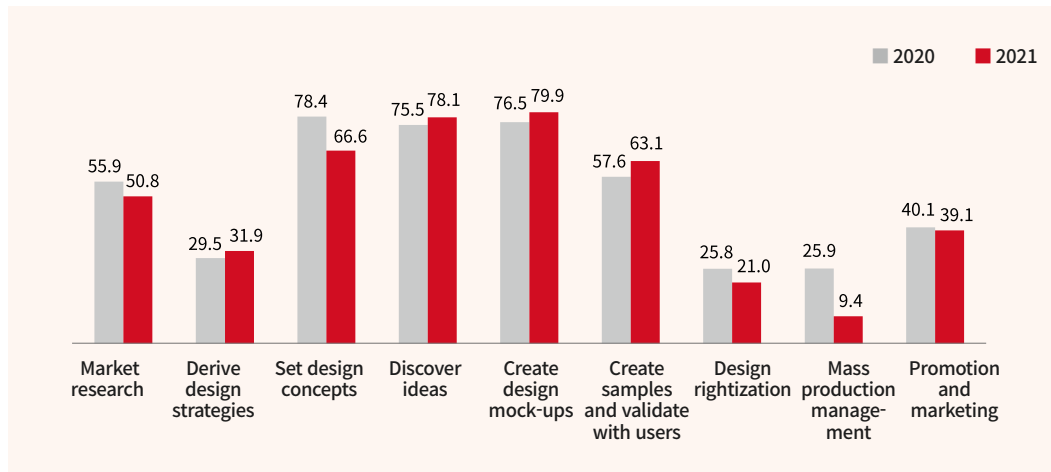 2020 2021
78.4 75.5 78.1 76.5 79.9
66.6
57.6 63.1
55.9 50.8
40.1 39.1
29.5 31.9
25.8 21.0 25.9
9.4
Market
research
Derive
design
strategies
Set design
concepts
Discover
ideas
Create
design
mock-ups
Create
samples
and validate
with users
Design
rightization
Mass
production
manage-
ment
Promotion
and
marketing